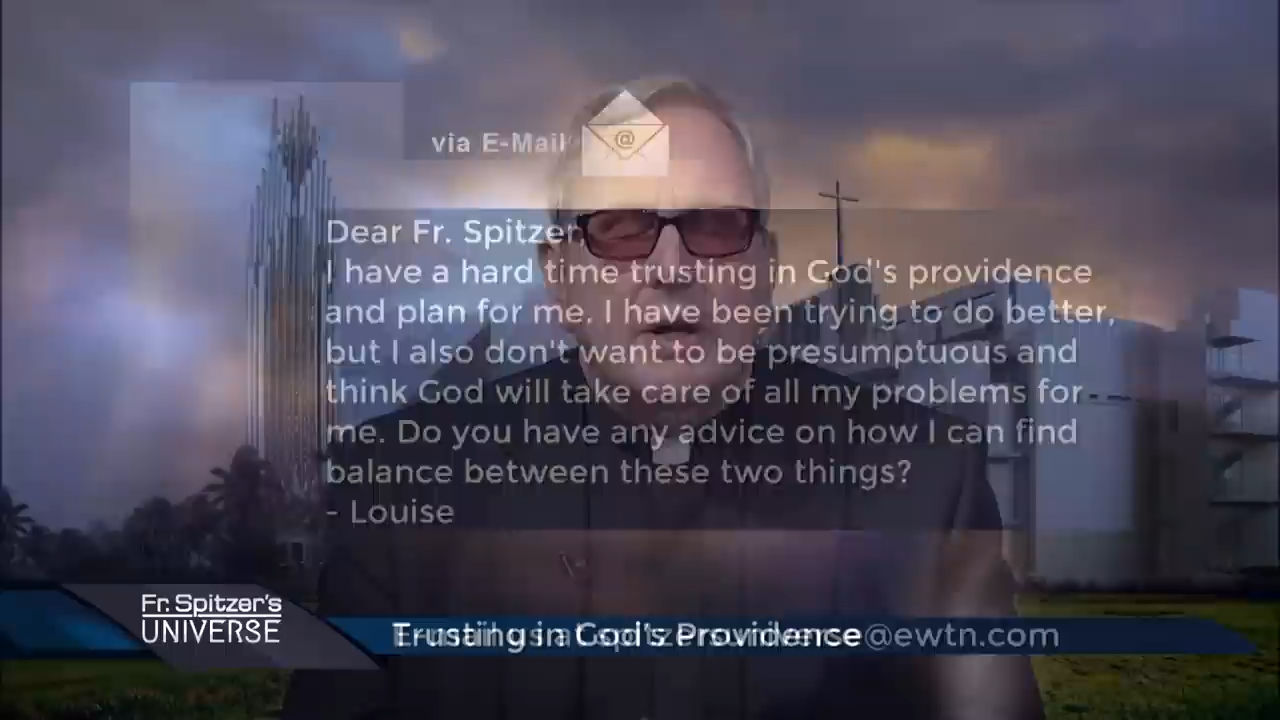 via E-Mail
@
Dear Fr. Spitzer
I have a hard time trusting in God's providence
and plan for me. I have been trying to do better,
but I also don't want to be presumptuous and
think God will take care of all my problems for
me. Do you have any advice on how I can find
balance between these two things?
- Louise
Fr. Spitzer's
UNIVERSE
Trusting in God's Providence
@ewtn.com